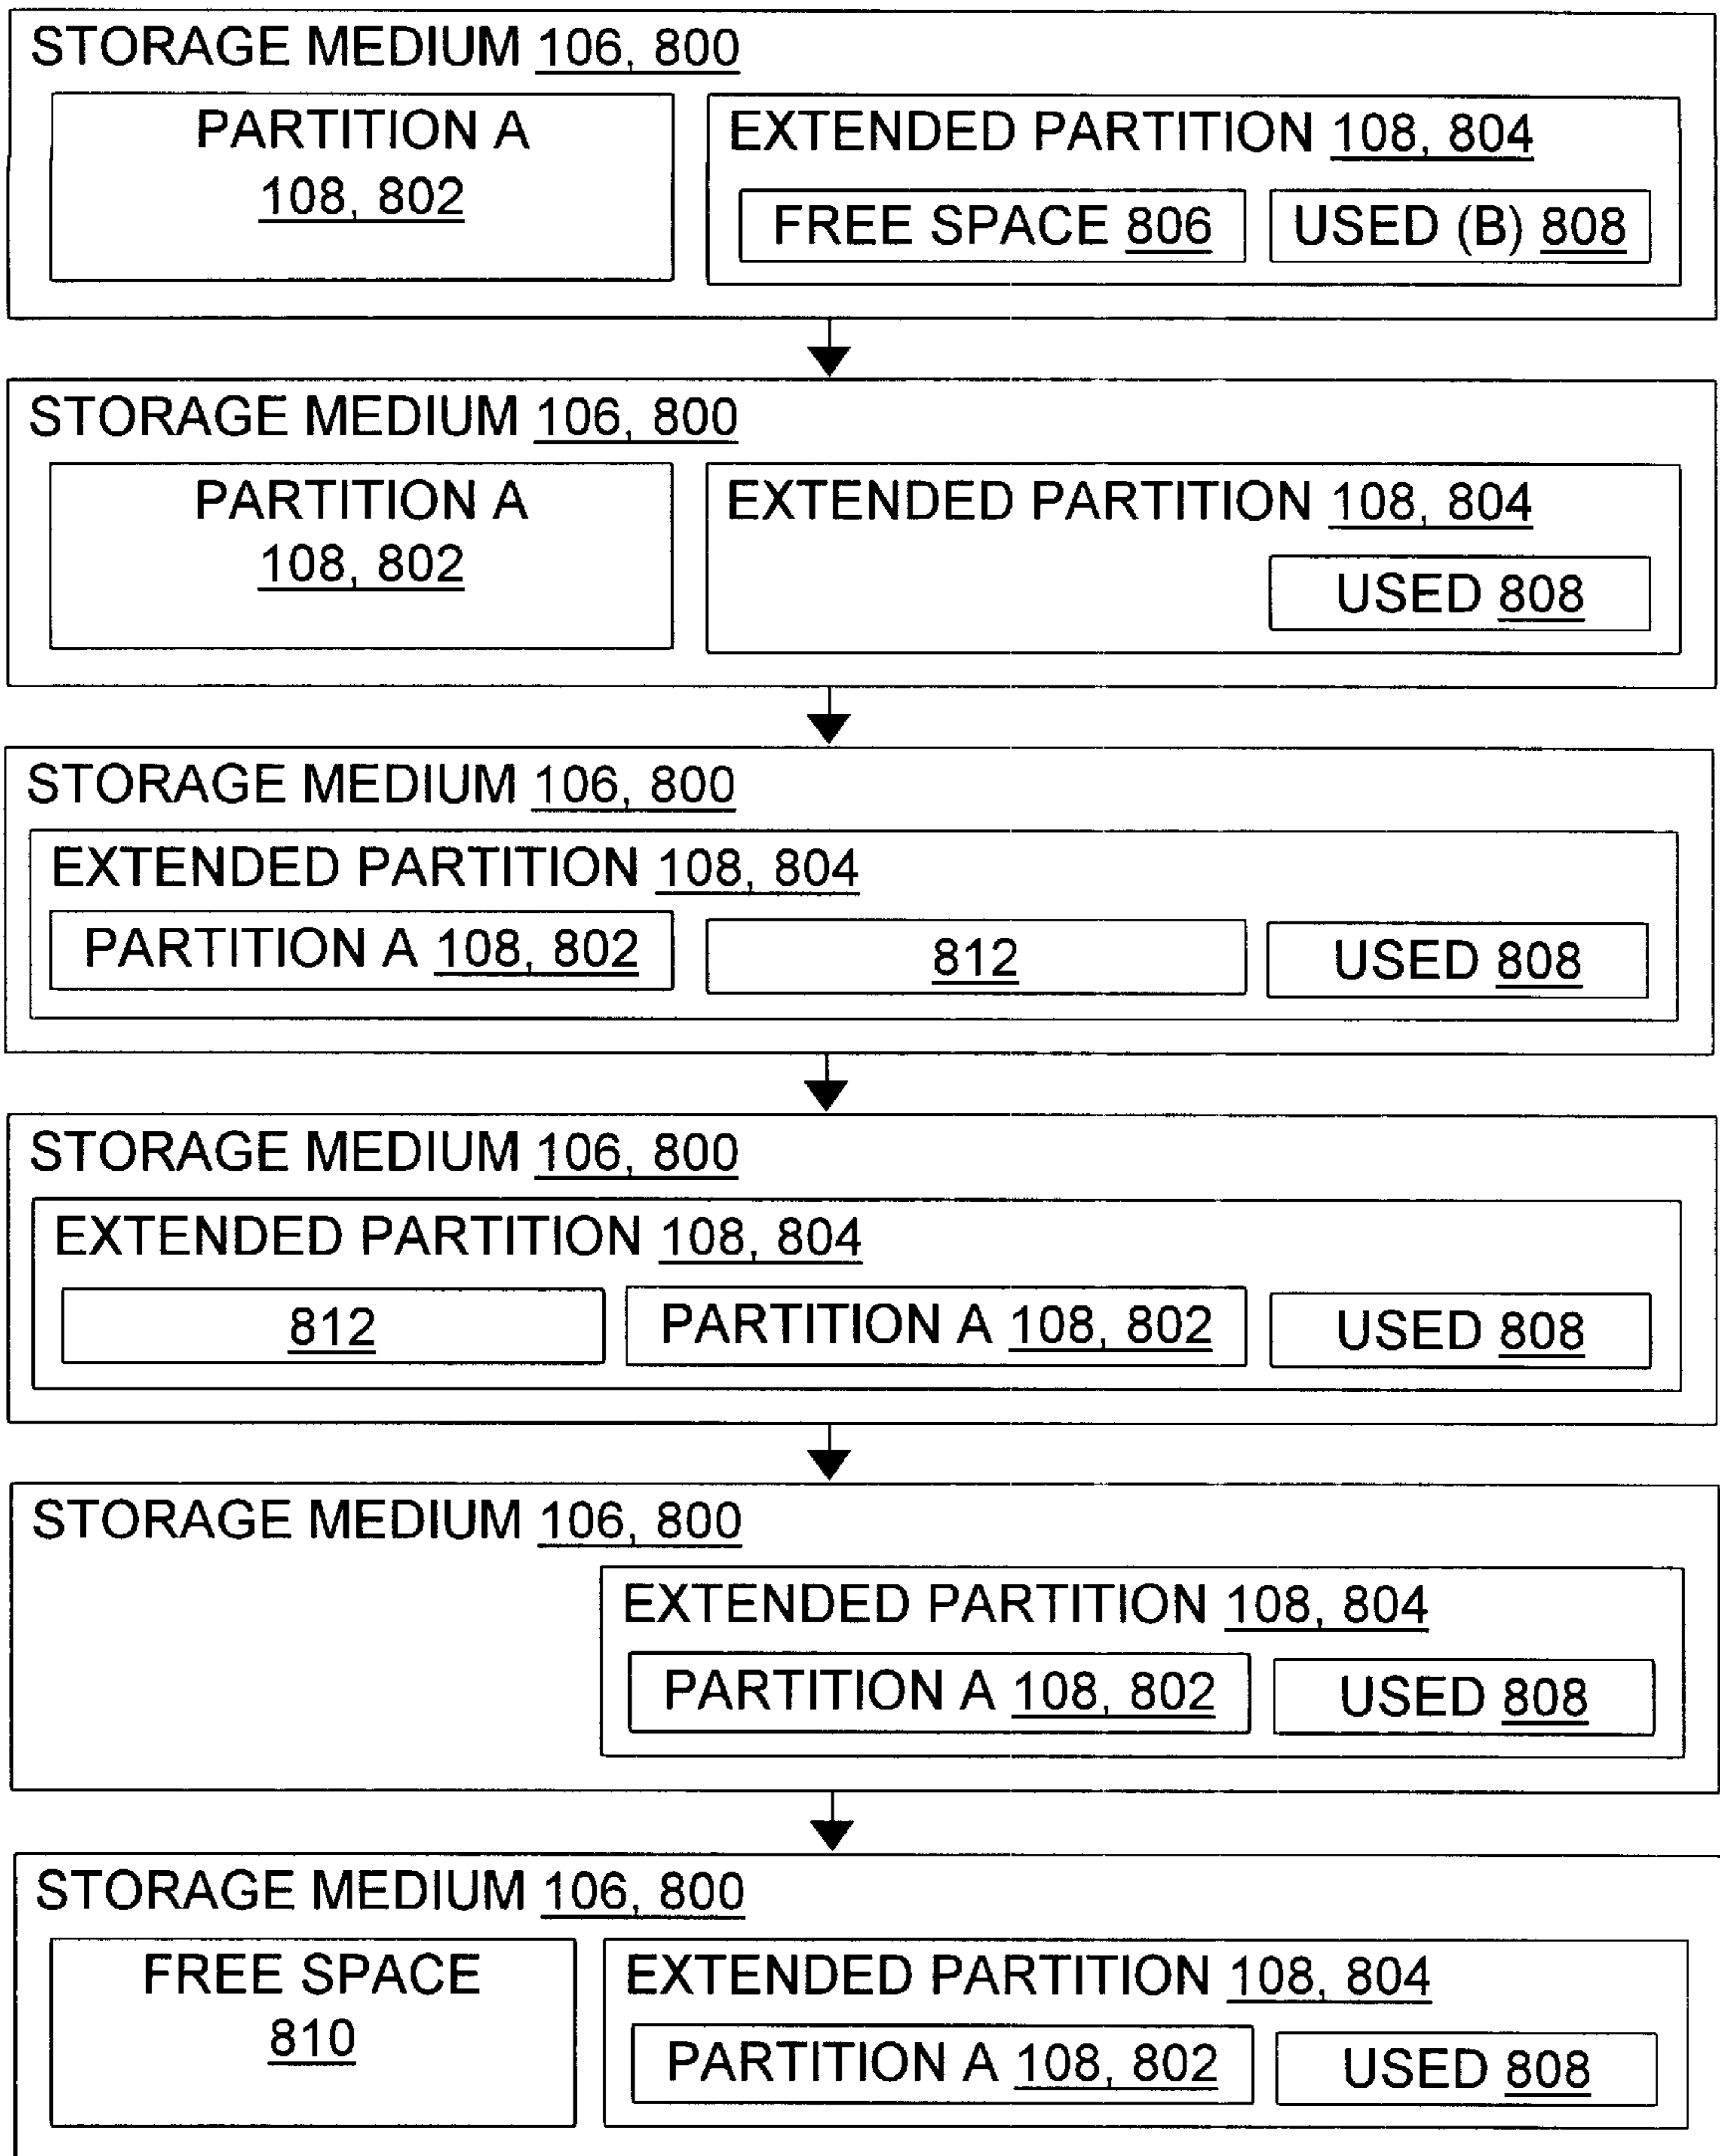 STORAGE MEDIUM 106, 800
PARTITION A
108, 802
EXTENDED PARTITION 108, 804
FREE SPACE 806
USED (B) 808
STORAGE MEDIUM 106, 800
PARTITION A
108, 802
EXTENDED PARTITION 108, 804
USED 808
STORAGE MEDIUM 106, 800
EXTENDED PARTITION 108, 804
PARTITION A 108, 802
812
USED 808
STORAGE MEDIUM 106, 800
EXTENDED PARTITION 108, 804
812
PARTITION A 108, 802
USED 808
STORAGE MEDIUM 106, 800
EXTENDED PARTITION 108, 804
PARTITION A 108, 802
USED 808
STORAGE MEDIUM 106, 800
FREE SPACE
810
EXTENDED PARTITION 108, 804
PARTITION A 108, 802
USED 808